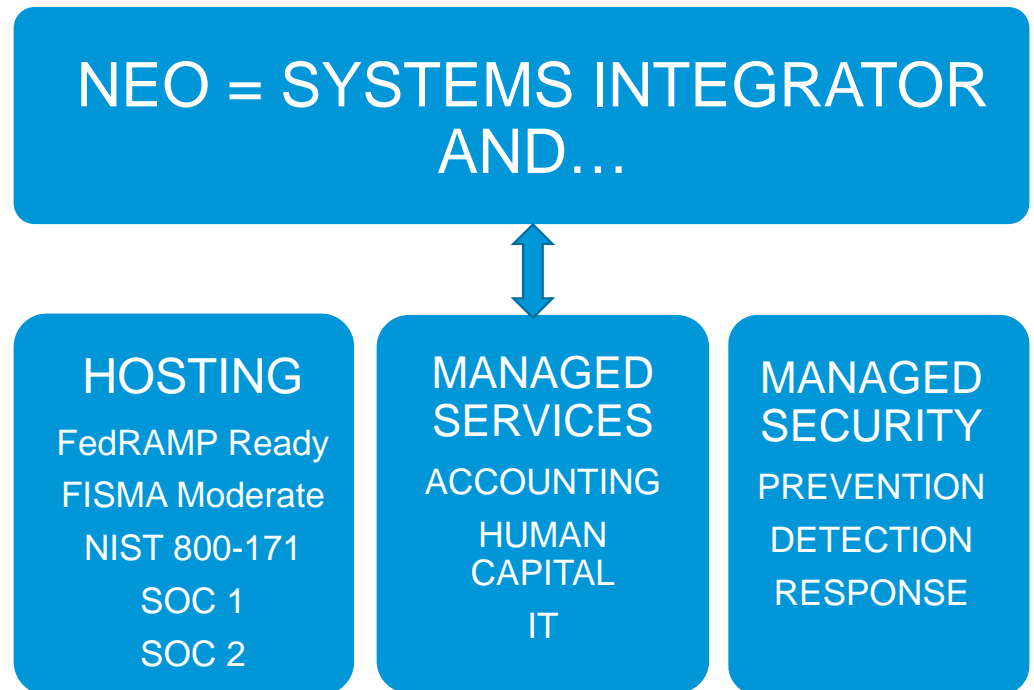 NEO = SYSTEMS INTEGRATOR
AND…
HOSTING
FedRAMP Ready
FISMA Moderate
NIST 800-171
SOC 1
SOC 2
MANAGED
SERVICES
ACCOUNTING
HUMAN
CAPITAL
IT
MANAGED
SECURITY
PREVENTION
DETECTION
RESPONSE